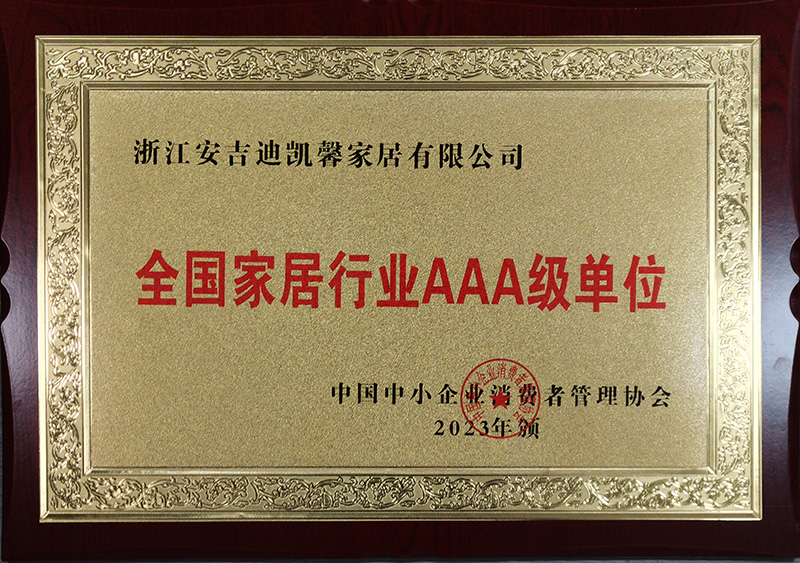 浙江安吉迪凯馨家居有限公司
全国家居行业AAA级单位
中国中小企业消费者管理协会
2023年颁